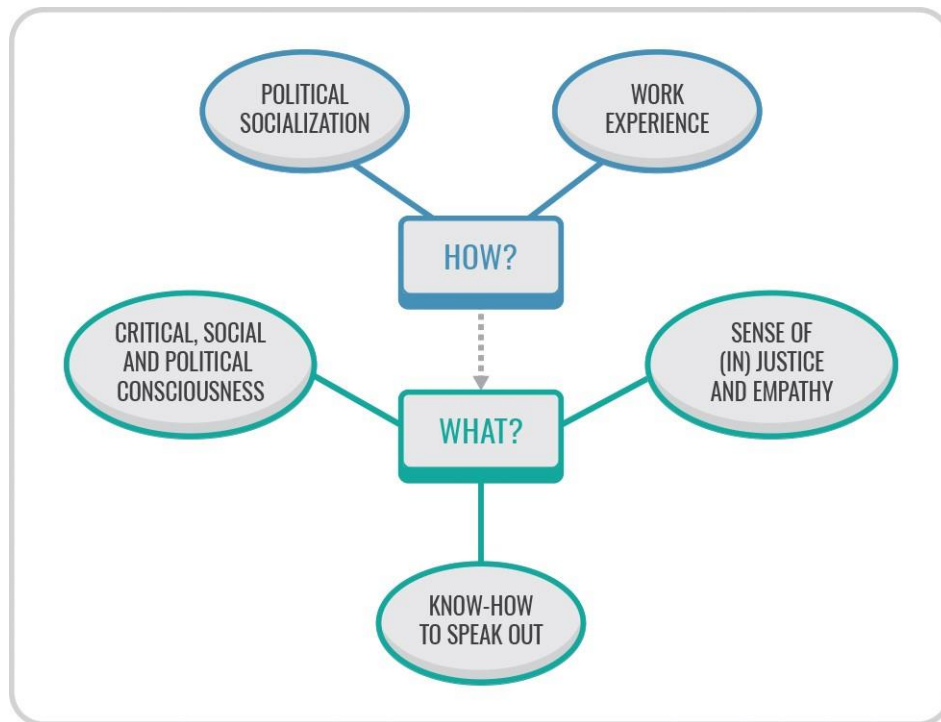 POLITICAL
SOCIALIZATION
WORK
EXPERIENCE
HOW?
CRITICAL, SOCIAL
AND POLITICAL
CONSCIOUSNESS
SENSE OF
(IN) JUSTICE
AND EMPATHY
WHAT?
KNOW-HOW
TO SPEAK OUT